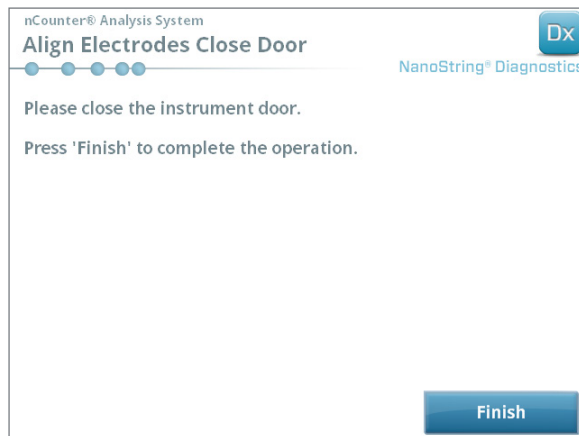 nCounter® Analysis System
Align Electrodes Close Door
Dx
NanoString® Diagnostics
Please close the instrument door.
Press 'Finish' to complete the operation.
Finish